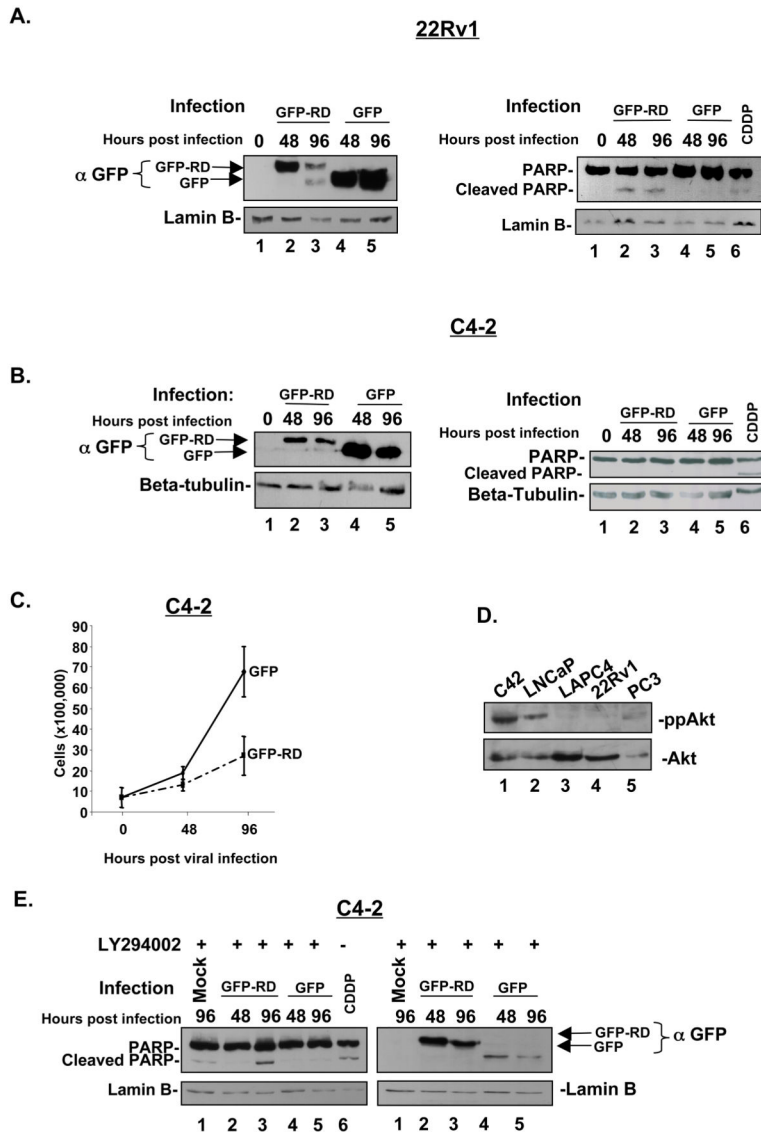 A.
22Rv1
Infection GFP-RD GFP
Hours post infection 0 48 96 48 96
α GFP { GFP-RD
GFP
Lamin B-
1 2 3 4 5
Infection GFP-RD GFP CDDP
Hours post infection 0 48 96 48 96
PARP-
Cleaved PARP-
Lamin B-
1 2 3 4 5 6
C4-2
B.
Infection: GFP-RD GFP
Hours post infection 0 48 96 48 96
α GFP { GFP-RD
GFP
Beta-tubulin-
1 2 3 4 5
Infection GFP-RD GFP CDDP
Hours post infection 0 48 96 48 96
PARP-
Cleaved PARP-
Beta-Tubulin-
1 2 3 4 5 6
C.
C4-2
Cells (x100,000)
90
80
70
60
50
40
30
20
10
0
GFP
GFP-RD
0 48 96
Hours post viral infection
D.
C42 LNCaP LAPC4 22Rv1 PC3
-ppAkt
-Akt
1 2 3 4 5
E.
C4-2
LY294002 + + + + + -
Infection Mock GFP-RD GFP CDDP
Hours post infection 96 48 96 48 96
PARP-
Cleaved PARP-
Lamin B-
1 2 3 4 5 6
+ + + + +
Mock GFP-RD GFP
96 48 96 48 96
GFP-RD } α GFP
GFP
-Lamin B
1 2 3 4 5